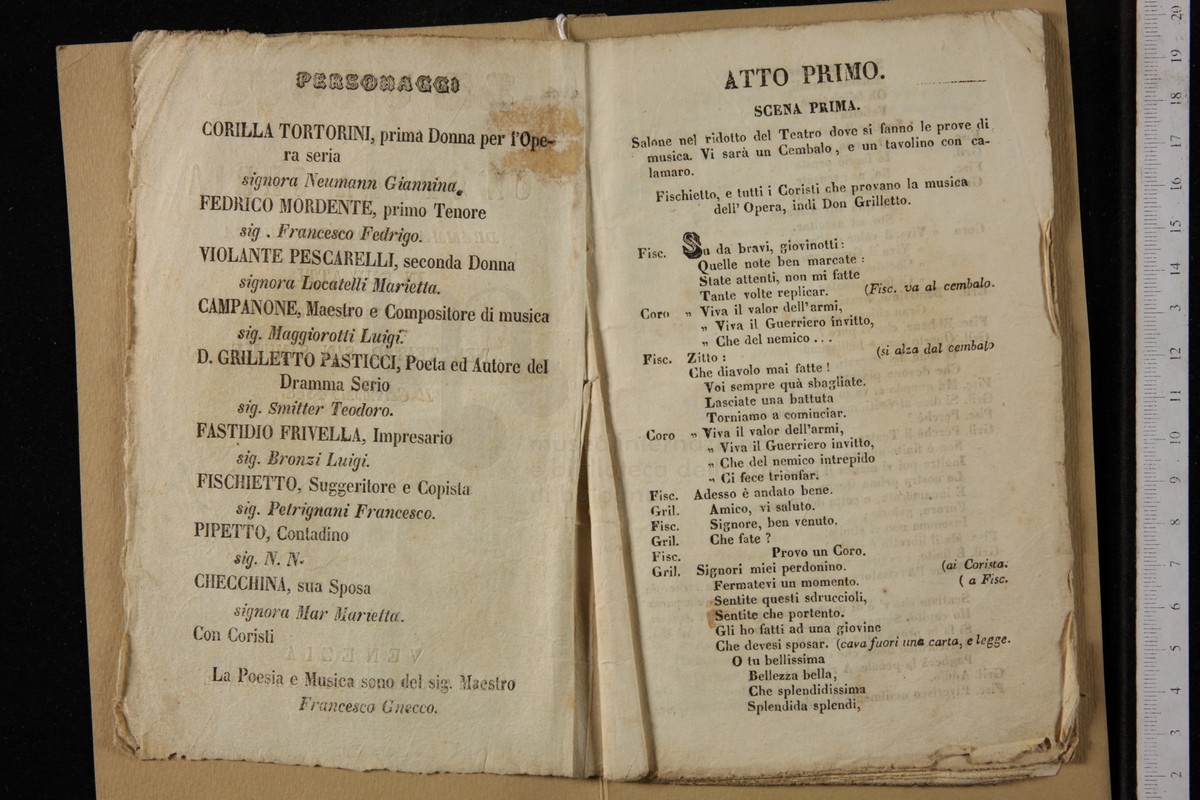 PERSONAGGI
CORILLA TORTORINI, prima Donna per l'Ope-
ra seria
signora Neumann Giannina.
FEDRICO MORDENTE, primo Tenore
sig . Francesco Fedrigo.
VIOLANTE PESCARELLI, seconda Donna
signora Locatelli Marietta.
CAMPANONE, Maestro e Compositore di musica
sig. Maggiorotti Luigi.
D. GRILLETTO PASTICCI, Poeta ed Autore del
Dramma Serio
sig. Smitter Teodoro.
FASTIDIO FRIVELLA, Impresario
sig. Bronzi Luigi.
FISCHIETTO, Suggeritore e Copista
sig. Petrignani Francesco.
PIPETTO, Contadino
sig. N. N.
CHECCHINA, sua Sposa
signora Mar Marietta.
Con Coristi
La Poesia e Musica sono del sig. Maestro
Francesco Gnecco.
ATTO PRIMO.
SCENA PRIMA.
Salone nel ridotto del Teatro dove si fanno le prove di
musica. Vi sarà un Cembalo, e un tavolino con ca-
lamaro.
Fischietto, e tutti i Coristi che provano la musica
dell' Opera, indi Don Grilletto.
Fisc. Su da bravi, giovinotti:
Quelle note ben marcate :
State attenti, non mi fatte
Tante volte replicar. (Fisc. va al cembalo.
Coro „ Viva il valor dell'armi,
„ Viva il Guerriero invitto,
„ Che del nemico . . .
Fisc. Zitto : (si alza dal cembalo
Che diavolo mai fatte !
Voi sempre quà sbagliate.
Lasciate una battuta
Torniamo a cominciar.
Coro „ Viva il valor dell'armi,
„ Viva il Guerriero invitto,
„ Che del nemico intrepido
„ Ci fece trionfar.
Fisc. Adesso è andato bene.
Gril. Amico, vi saluto.
Fisc. Signore, ben venuto.
Gril. Che fate ?
Fisc. Provo un Coro.
Gril. Signori miei perdonino. (ai Corista.
Fermatevi un momento. ( a Fisc.
Sentite questi sdruccioli,
Sentite che portento.
Gli ho fatti ad una giovine
Che devesi sposar. (cava fuori una carta, e legge.
O tu bellissima
Bellezza bella,
Che splendidissima
Splendida splendi,